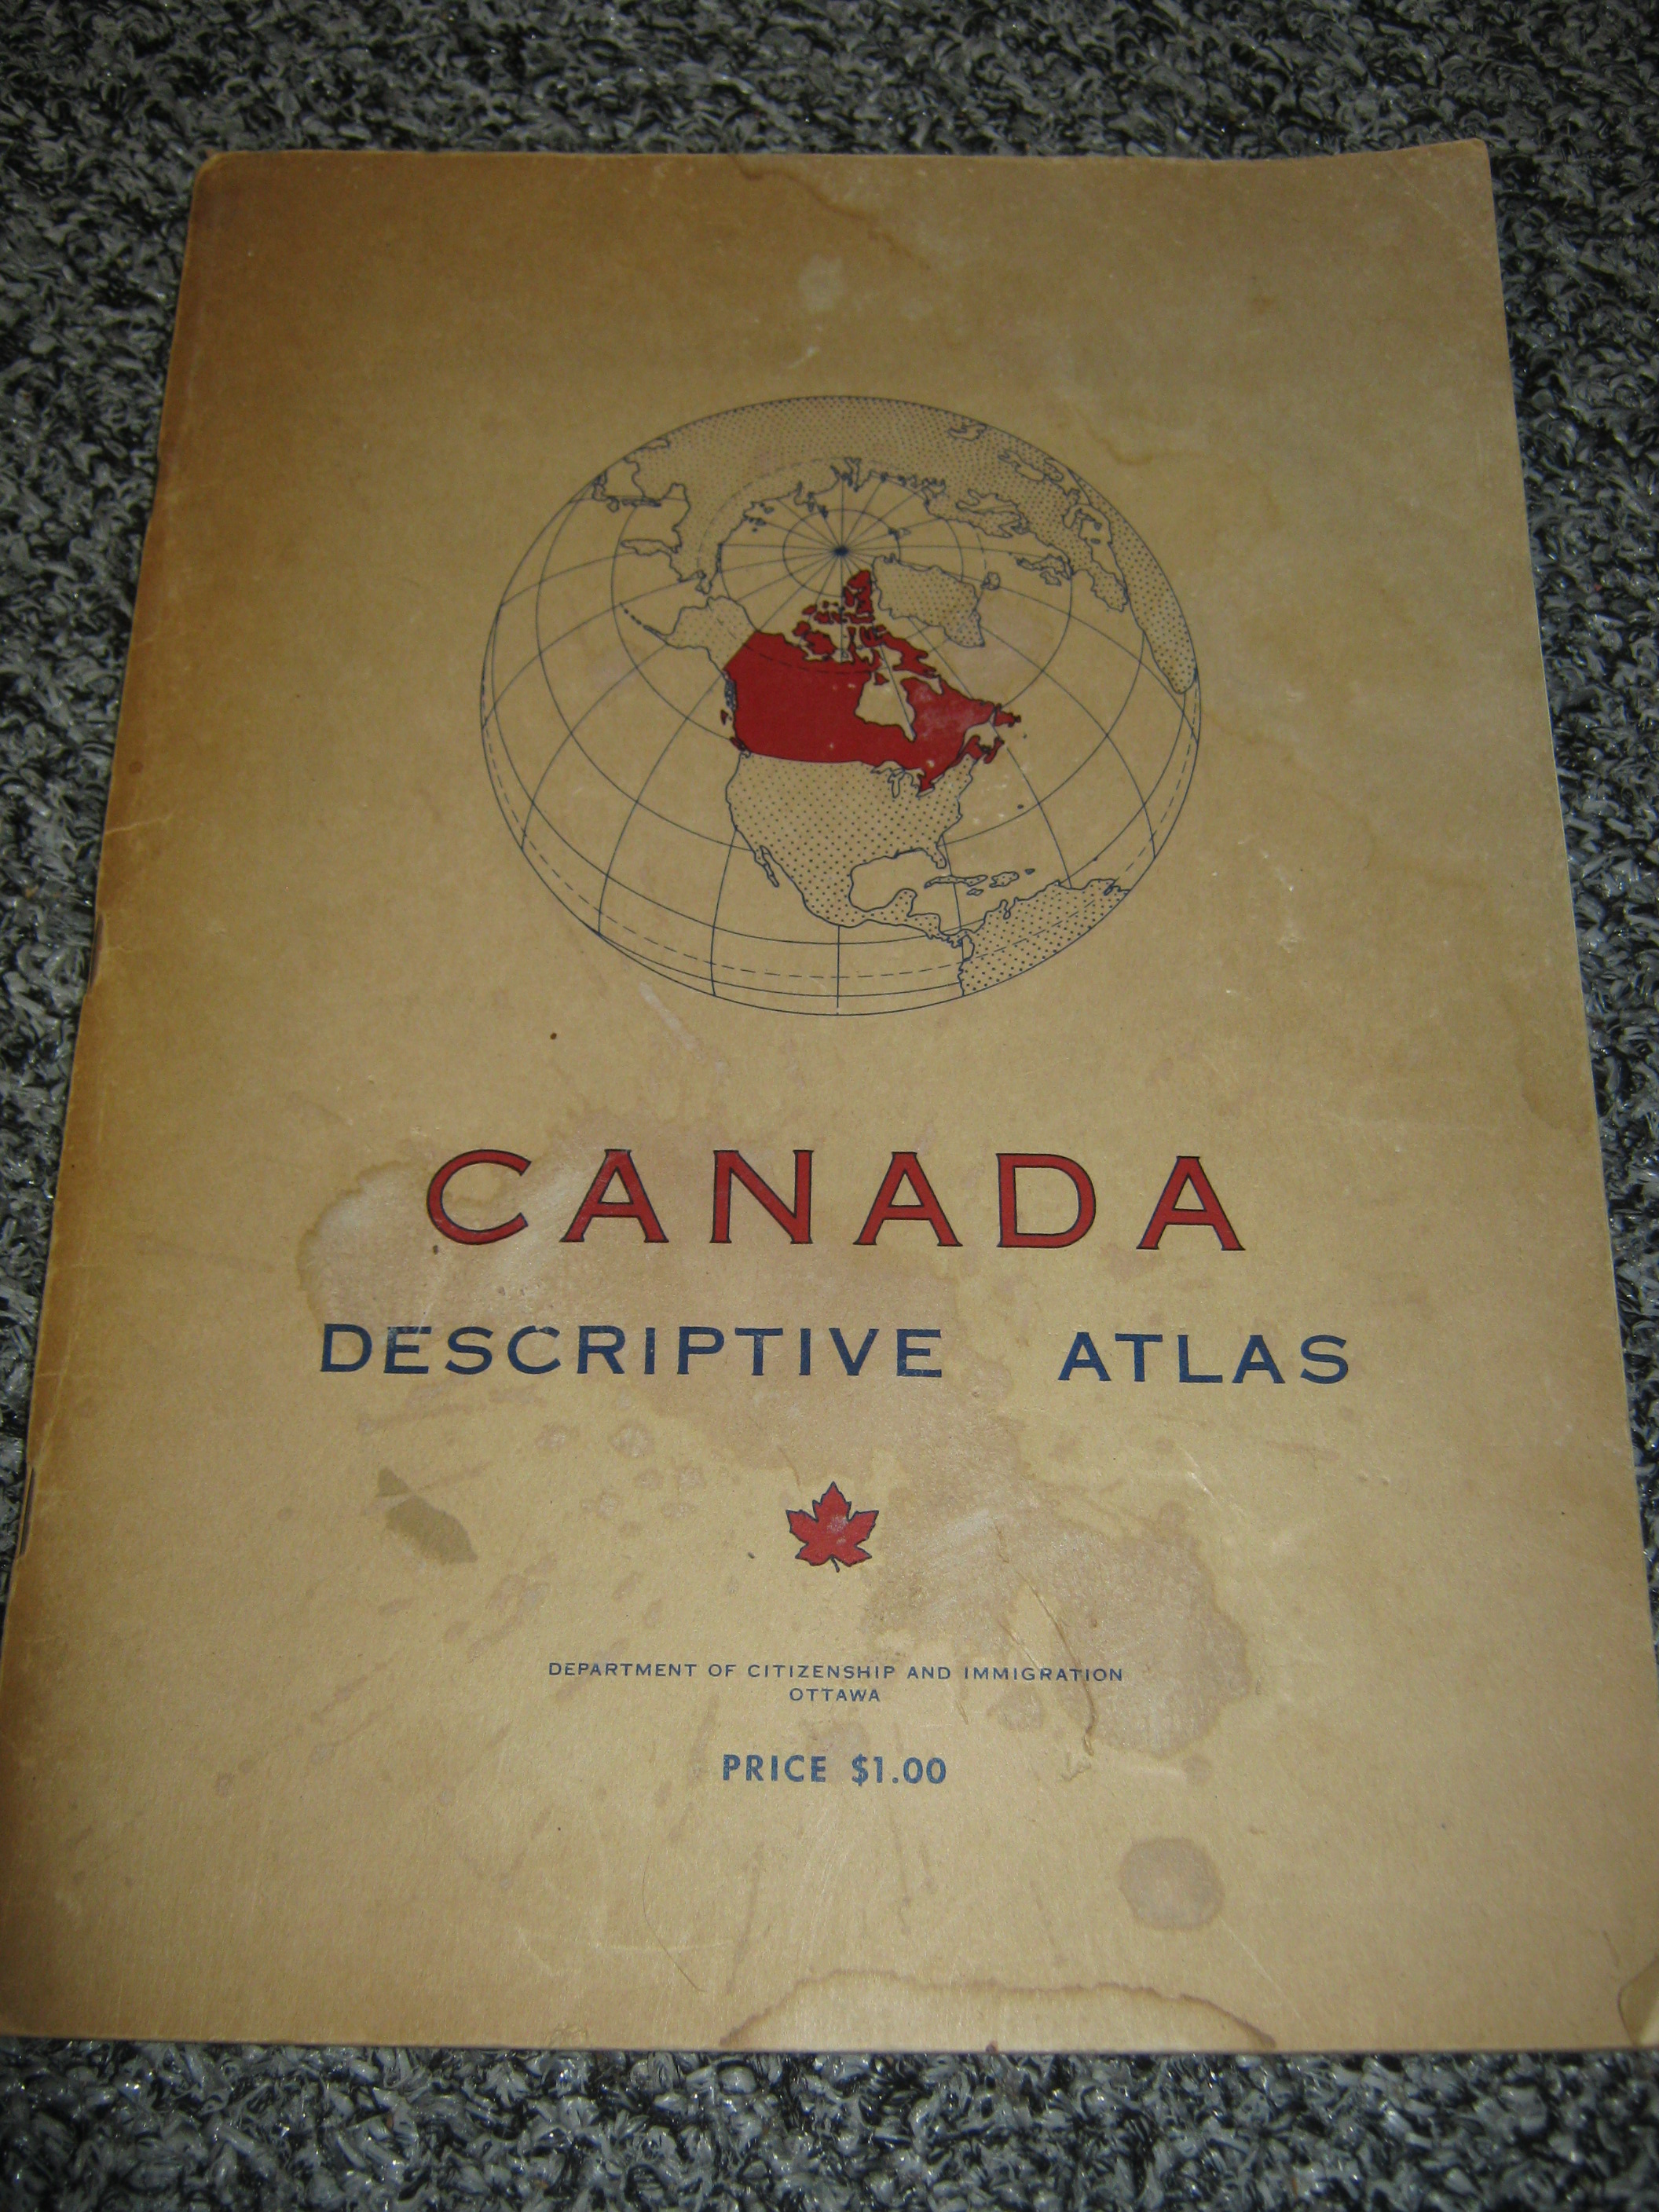 CANADA
DESCRIPTIVE ATLAS
DEPARTMENT OF CITIZENSHIP AND IMMIGRATION
OTTAWA
PRICE $1.00